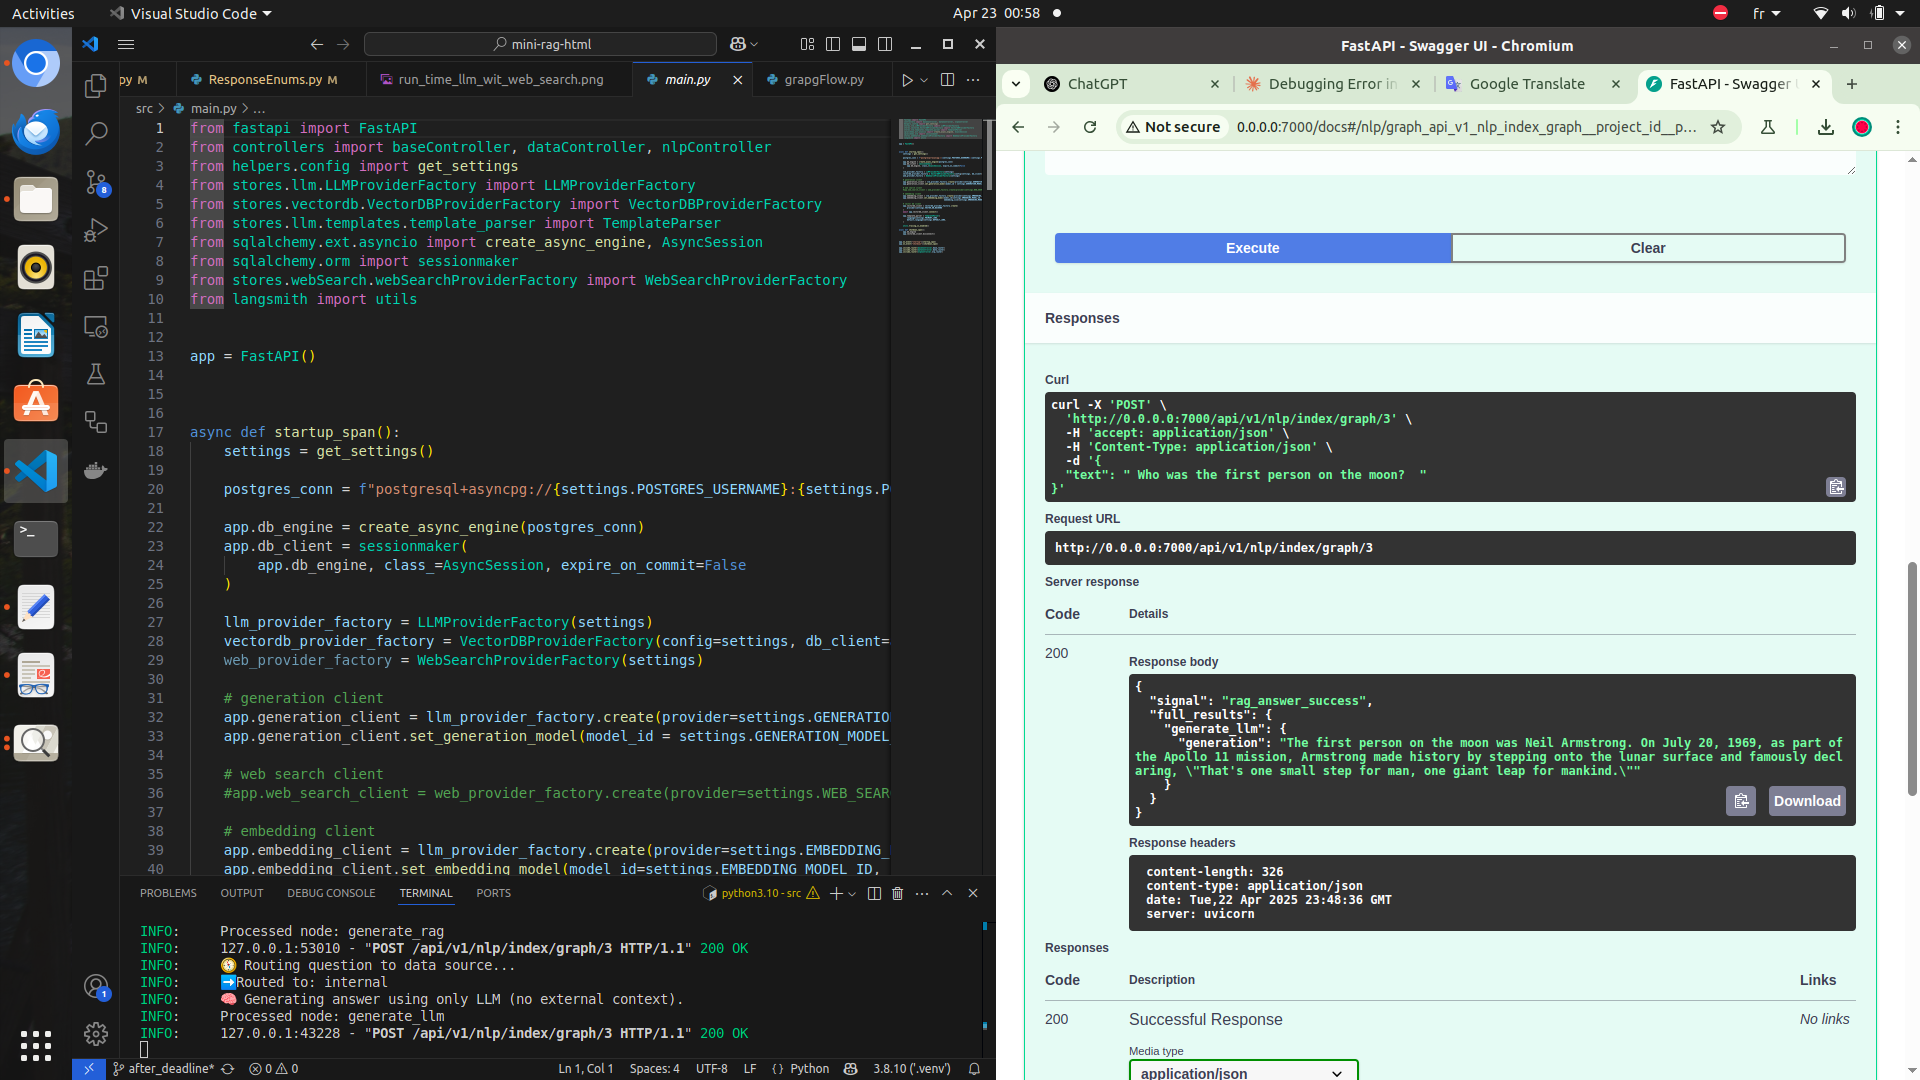 Activities
Visual Studio Code
Apr 23 00:58
fr
mini-rag-html
py M
ResponseEnums.py M
run_time_llm_wit_web_search.png
main.py
grapgFlow.py
src > main.py > ...
1 from fastapi import FastAPI
2 from controllers import baseController, dataController, nlpController
3 from helpers.config import get_settings
4 from stores.llm.LLMProviderFactory import LLMProviderFactory
5 from stores.vectordb.VectorDBProviderFactory import VectorDBProviderFactory
6 from stores.llm.templates.template_parser import TemplateParser
7 from sqlalchemy.ext.asyncio import create_async_engine, AsyncSession
8 from sqlalchemy.orm import sessionmaker
9 from stores.webSearch.webSearchProviderFactory import WebSearchProviderFactory
10 from langsmith import utils
11
12
13 app = FastAPI()
14
15
16
17 async def startup_span():
18 settings = get_settings()
19
20 postgres_conn = f"postgresql+asyncpg://{settings.POSTGRES_USERNAME}:{settings.P
21
22 app.db_engine = create_async_engine(postgres_conn)
23 app.db_client = sessionmaker(
24 app.db_engine, class_=AsyncSession, expire_on_commit=False
25 )
26
27 llm_provider_factory = LLMProviderFactory(settings)
28 vectordb_provider_factory = VectorDBProviderFactory(config=settings, db_client=
29 web_provider_factory = WebSearchProviderFactory(settings)
30
31 # generation client
32 app.generation_client = llm_provider_factory.create(provider=settings.GENERATIO
33 app.generation_client.set_generation_model(model_id = settings.GENERATION_MODEL
34
35 # web search client
36 #app.web_search_client = web_provider_factory.create(provider=settings.WEB_SEAR
37
38 # embedding client
39 app.embedding_client = llm_provider_factory.create(provider=settings.EMBEDDING_
40 app.embedding_client.set_embedding_model(model_id=settings.EMBEDDING_MODEL_ID,
PROBLEMS
OUTPUT
DEBUG CONSOLE
TERMINAL
PORTS
python3.10 - src
INFO: Processed node: generate_rag
INFO: 127.0.0.1:53010 - "POST /api/v1/nlp/index/graph/3 HTTP/1.1" 200 OK
INFO: 🧭 Routing question to data source...
INFO: ➡️Routed to: internal
INFO: 🧠 Generating answer using only LLM (no external context).
INFO: Processed node: generate_llm
INFO: 127.0.0.1:43228 - "POST /api/v1/nlp/index/graph/3 HTTP/1.1" 200 OK
8
1
after_deadline*
0 0
Ln 1, Col 1
Spaces: 4
UTF-8
LF
{ } Python
3.8.10 ('.venv')
FastAPI - Swagger UI - Chromium
ChatGPT
Debugging Error in
Google Translate
FastAPI - Swagger
Not secure
0.0.0.0:7000/docs#/nlp/graph_api_v1_nlp_index_graph__project_id__p...
Execute
Clear
Responses
Curl
curl -X 'POST' \
'http://0.0.0.0:7000/api/v1/nlp/index/graph/3' \
-H 'accept: application/json' \
-H 'Content-Type: application/json' \
-d '{
"text": " Who was the first person on the moon?  "
}'
Request URL
http://0.0.0.0:7000/api/v1/nlp/index/graph/3
Server response
Code
Details
200
Response body
{
"signal": "rag_answer_success",
"full_results": {
"generate_llm": {
"generation": "The first person on the moon was Neil Armstrong. On July 20, 1969, as part of
the Apollo 11 mission, Armstrong made history by stepping onto the lunar surface and famously decl
aring, \"That's one small step for man, one giant leap for mankind.\""
}
}
}
Download
Response headers
content-length: 326
content-type: application/json
date: Tue,22 Apr 2025 23:48:36 GMT
server: uvicorn
Responses
Code
Description
Links
200
Successful Response
No links
Media type
application/json